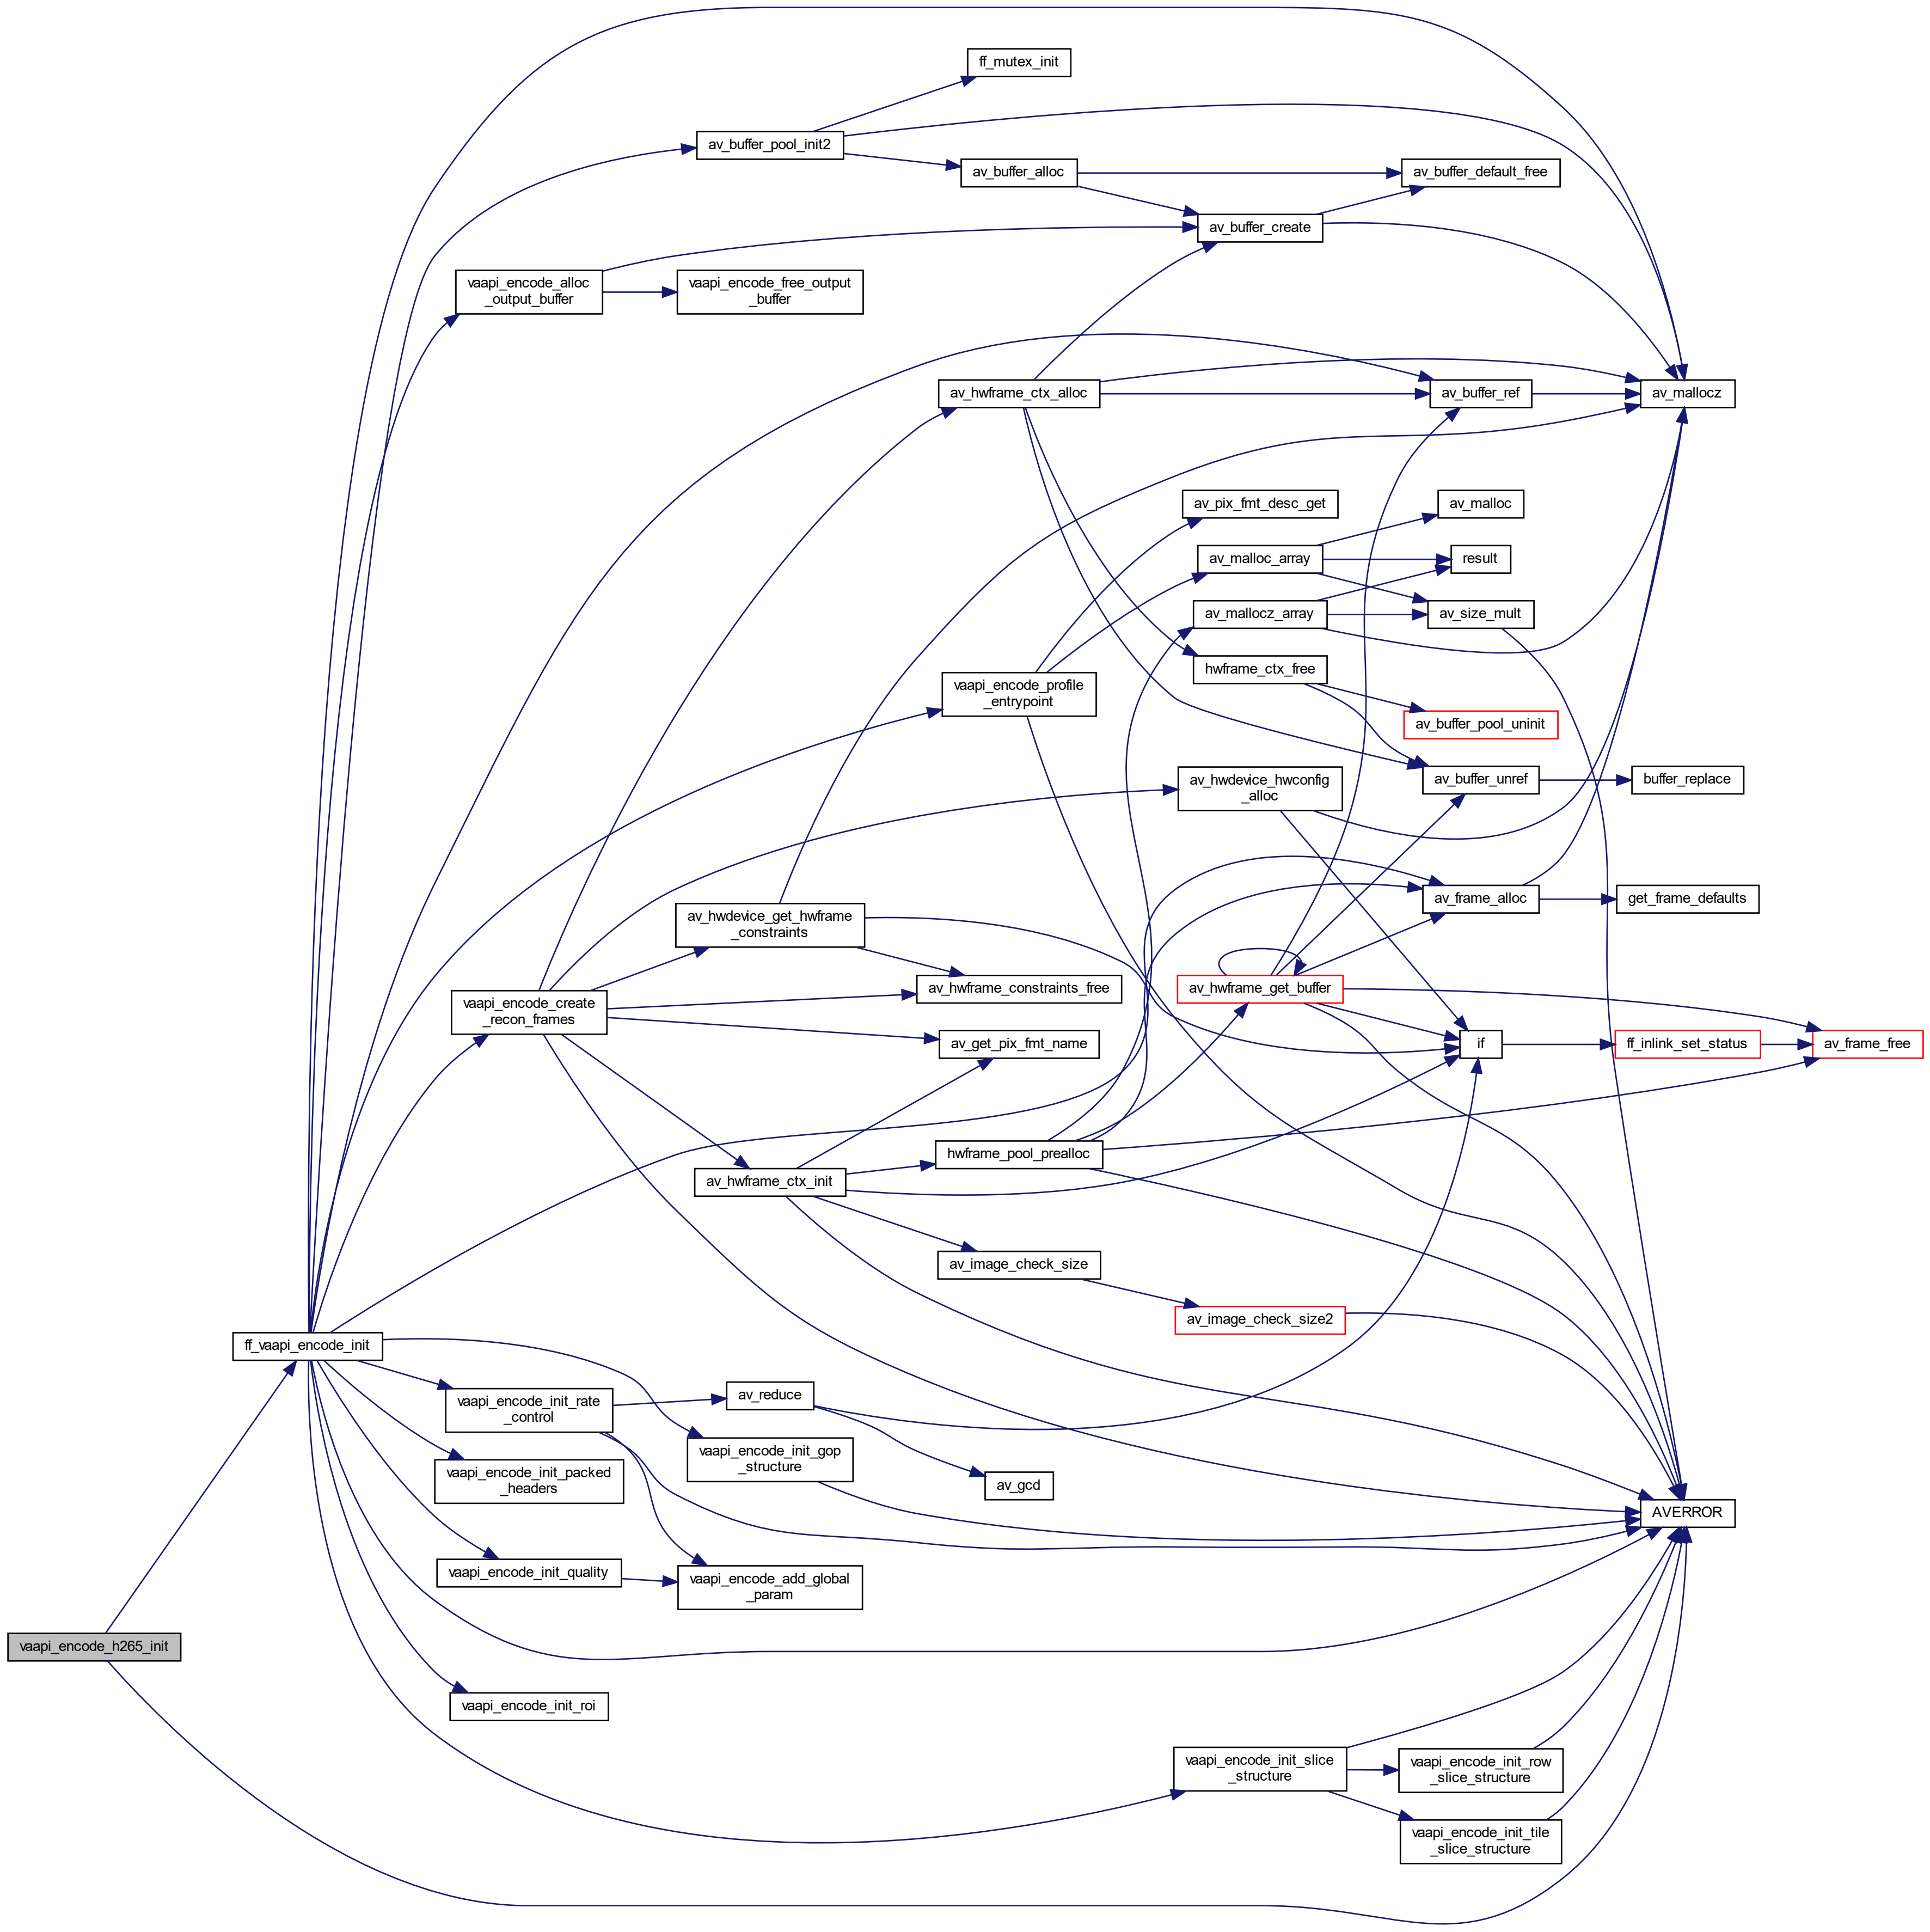 ff_mutex_init
av_buffer_pool_init2
av_buffer_alloc
av_buffer_default_free
av_buffer_create
vaapi_encode_alloc
_output_buffer
vaapi_encode_free_output
_buffer
av_hwframe_ctx_alloc
av_buffer_ref
av_mallocz
av_pix_fmt_desc_get
av_malloc
av_malloc_array
result
av_mallocz_array
av_size_mult
hwframe_ctx_free
vaapi_encode_profile
_entrypoint
av_buffer_pool_uninit
av_hwdevice_hwconfig
_alloc
av_buffer_unref
buffer_replace
av_frame_alloc
get_frame_defaults
av_hwdevice_get_hwframe
_constraints
av_hwframe_constraints_free
av_hwframe_get_buffer
vaapi_encode_create
_recon_frames
av_get_pix_fmt_name
if
ff_inlink_set_status
av_frame_free
hwframe_pool_prealloc
av_hwframe_ctx_init
av_image_check_size
av_image_check_size2
ff_vaapi_encode_init
av_reduce
vaapi_encode_init_rate
_control
vaapi_encode_init_gop
_structure
vaapi_encode_init_packed
_headers
av_gcd
AVERROR
vaapi_encode_init_quality
vaapi_encode_add_global
_param
vaapi_encode_h265_init
vaapi_encode_init_roi
vaapi_encode_init_slice
_structure
vaapi_encode_init_row
_slice_structure
vaapi_encode_init_tile
_slice_structure